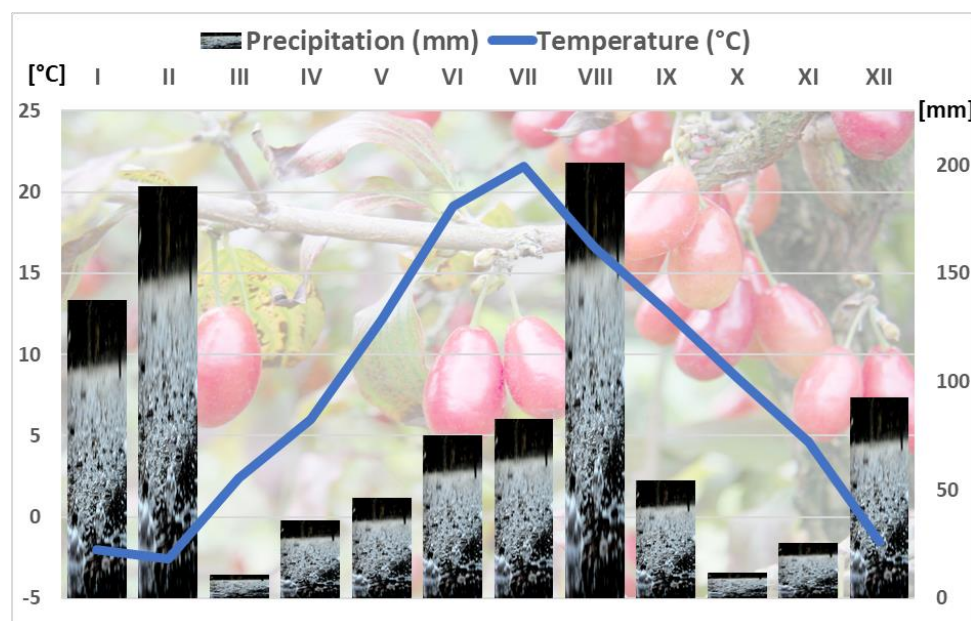 Precipitation (mm) Temperature (°C)
[°C] I II III IV V VI VII VIII IX X XI XII
25 [mm]
200
20
15 150
10 100
5
50
0
-5 0